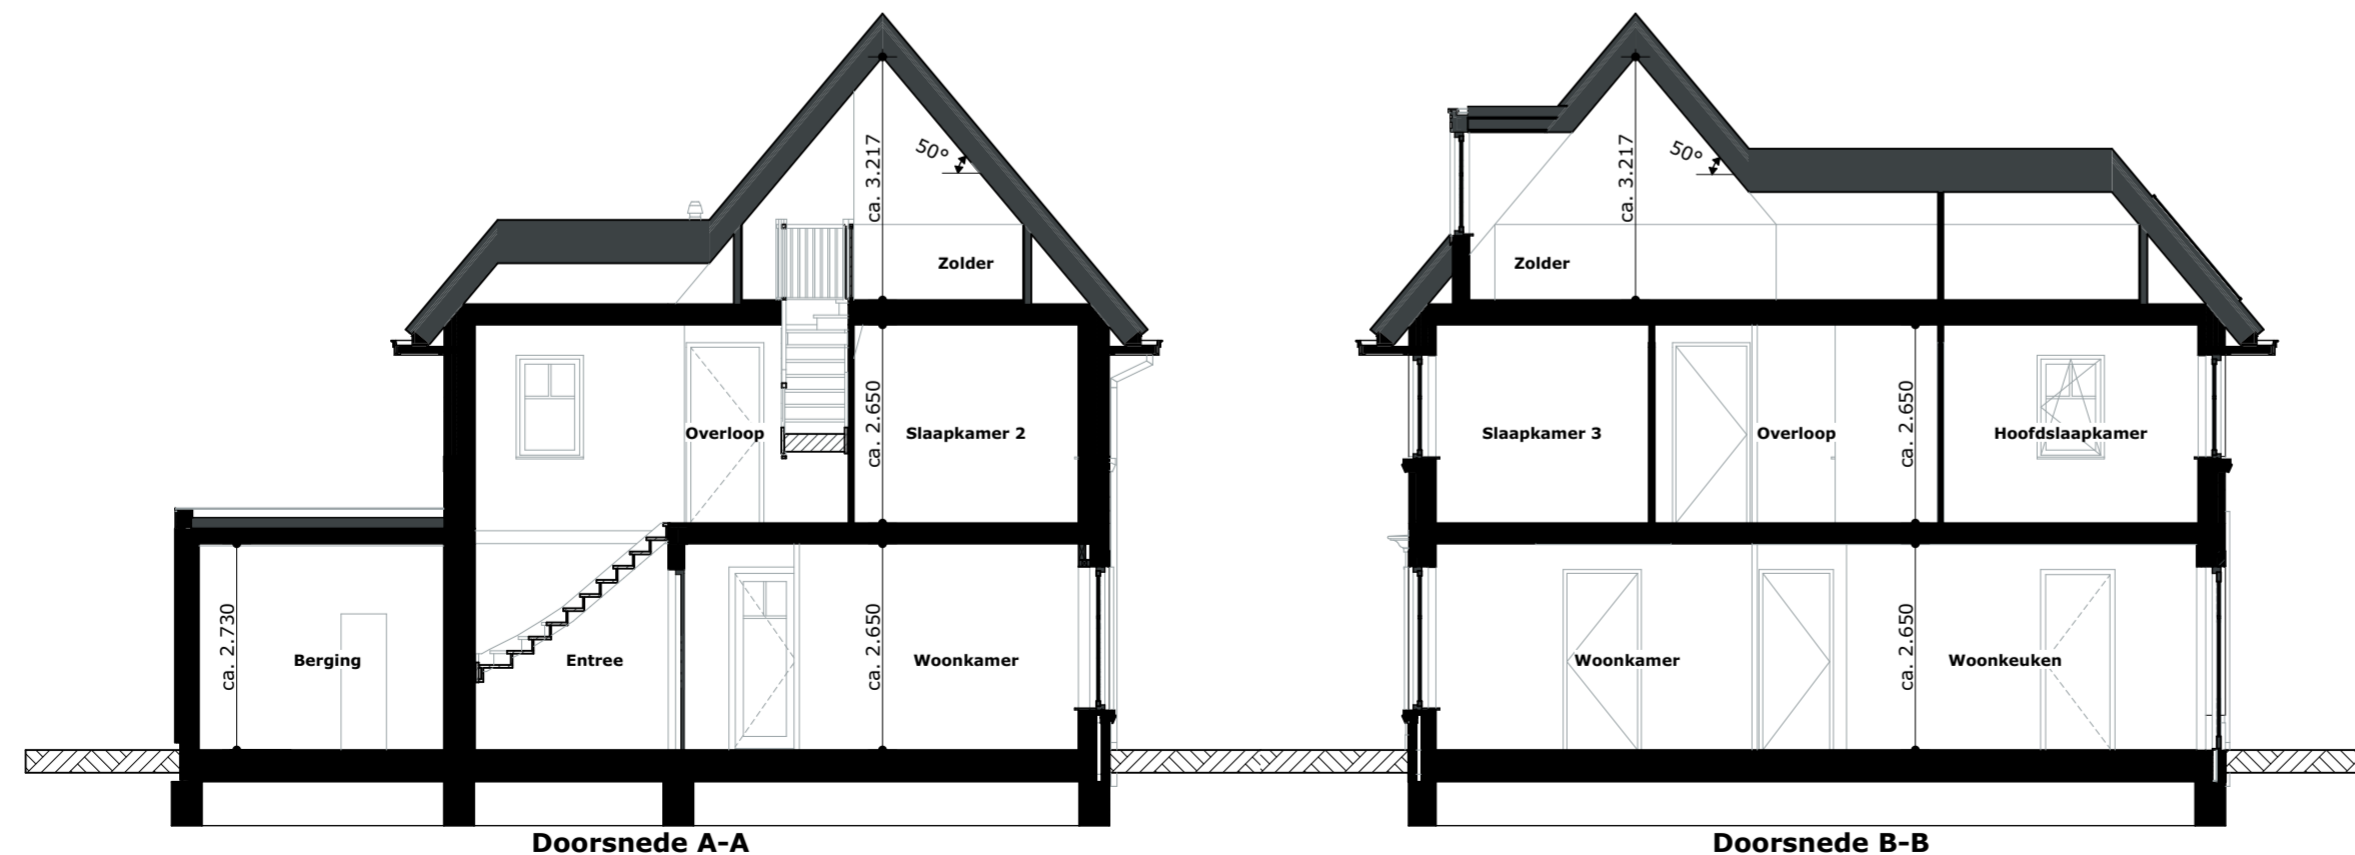 ca. 3.217
50°
Zolder
Overloop
ca. 2.650
Slaapkamer 2
ca. 2.730
Berging
Entree
ca. 2.650
Woonkamer
Doorsnede A-A
ca. 3.217
50°
Zolder
Slaapkamer 3
Overloop
ca. 2.650
Hoofdslaapkamer
Woonkamer
ca. 2.650
Woonkeuken
Doorsnede B-B